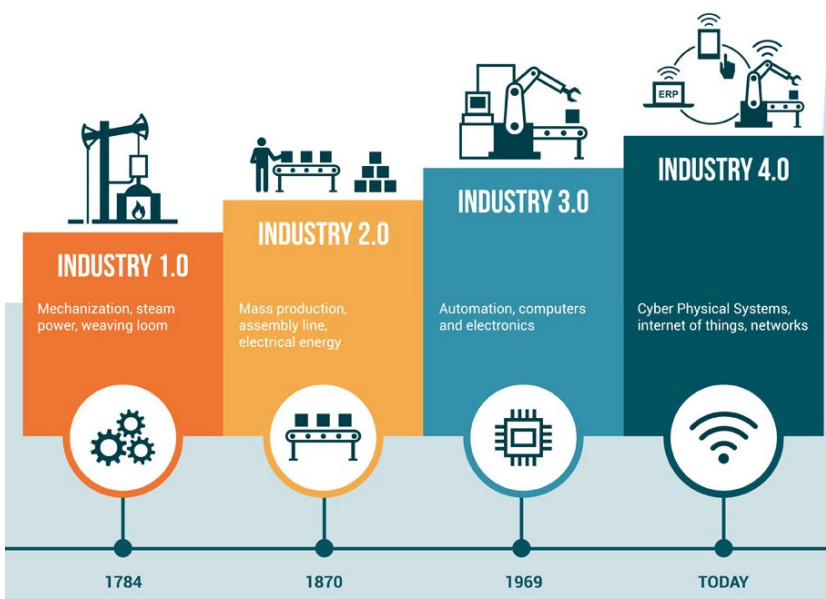 ERP
INDUSTRY 1.0
Mechanization, steam
power, weaving loom
INDUSTRY 2.0
Mass production,
assembly line,
electrical energy
INDUSTRY 3.0
Automation, computers
and electronics
INDUSTRY 4.0
Cyber Physical Systems,
internet of things, networks
1784
1870
1969
TODAY